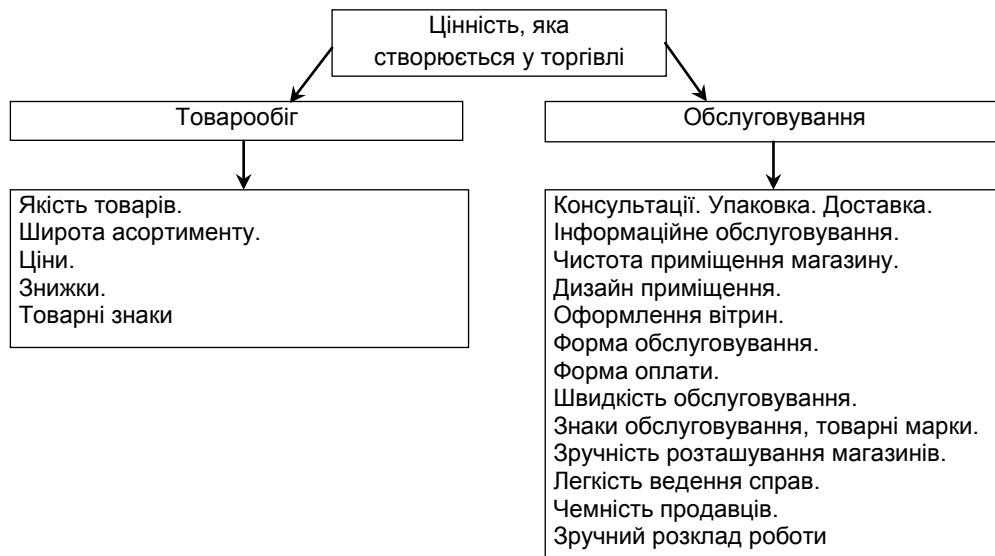 Цінність, яка
створюється у торгівлі
Товарообіг
Обслуговування
Якість товарів.
Широта асортименту.
Ціни.
Знижки.
Товарні знаки
Консультації. Упаковка. Доставка.
Інформаційне обслуговування.
Чистота приміщення магазину.
Дизайн приміщення.
Оформлення вітрин.
Форма обслуговування.
Форма оплати.
Швидкість обслуговування.
Знаки обслуговування, товарні марки.
Зручність розташування магазинів.
Легкість ведення справ.
Чемність продавців.
Зручний розклад роботи